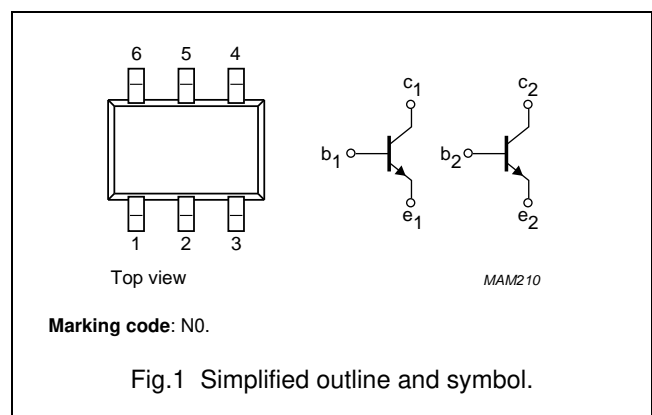 6 5 4
c1 c2
b1 b2
e1 e2
1 2 3
Top view MAM210
Marking code: N0.
Fig.1 Simplified outline and symbol.